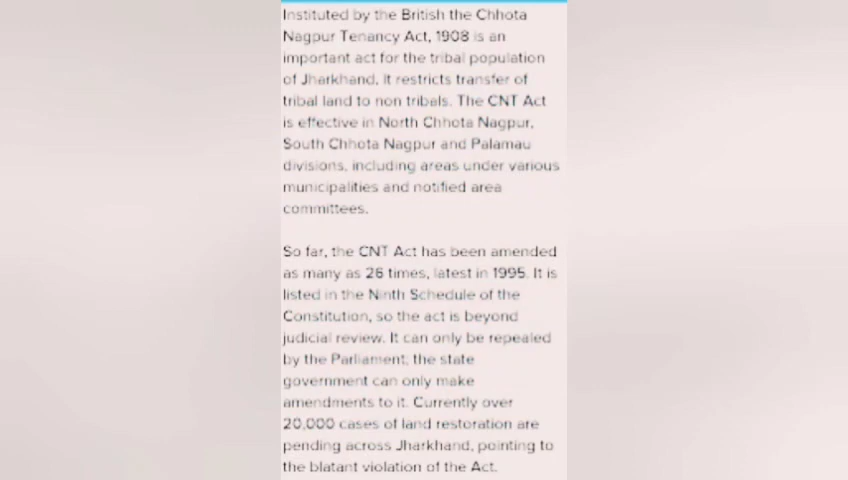 Instituted by the British the Chhota
Nagpur Tenancy Act, 1908 is an
important act for the tribal population
of Jharkhand, it restricts transfer of
tribal land to non tribals. The CNT Act
is effective in North Chhota Nagpur,
South Chhota Nagpur and Palamau
divisions, including areas under various
municipalities and notified area
committees.

So far, the CNT Act has been amended
as many as 26 times, latest in 1995. It is
listed in the Ninth Schedule of the
Constitution, so the act is beyond
judicial review. It can only be repealed
by the Parliament; the state
government can only make
amendments to it. Currently over
20,000 cases of land restoration are
pending across Jharkhand, pointing to
the blatant violation of the Act.